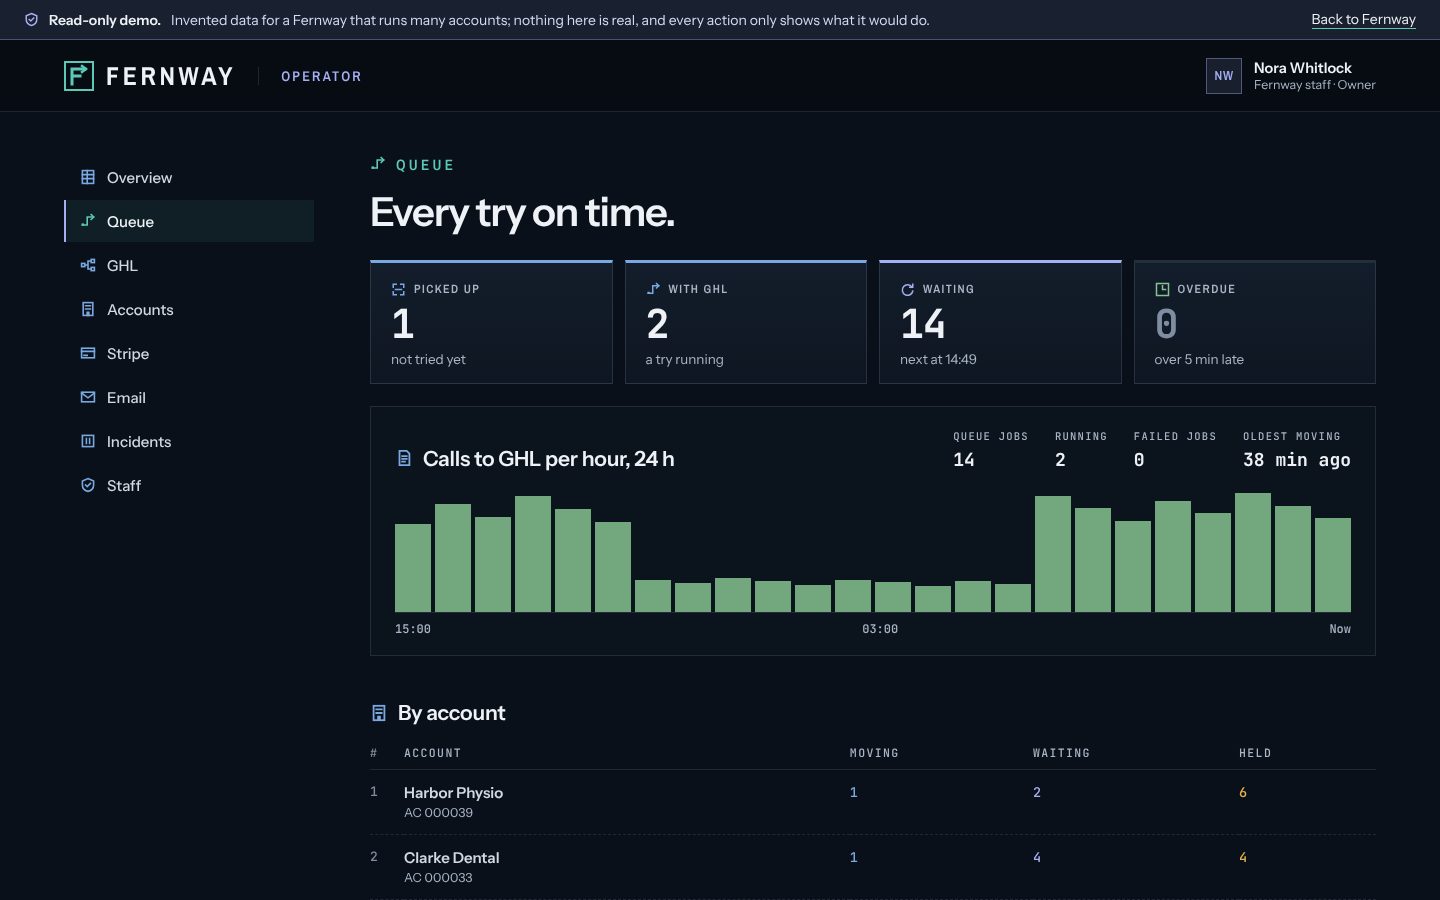 Read-only demo. Invented data for a Fernway that runs many accounts; nothing here is real, and every action only shows what it would do.
Back to Fernway
FERNWAY
OPERATOR
NW
Nora Whitlock
Fernway staff · Owner
Overview
Queue
GHL
Accounts
Stripe
Email
Incidents
Staff
QUEUE
Every try on time.
PICKED UP
1
not tried yet
WITH GHL
2
a try running
WAITING
14
next at 14:49
OVERDUE
0
over 5 min late
Calls to GHL per hour, 24 h
QUEUE JOBS
14
RUNNING
2
FAILED JOBS
0
OLDEST MOVING
38 min ago
15:00
03:00
Now
By account
# ACCOUNT MOVING WAITING HELD
1 Harbor Physio 1 2 6
AC 000039
2 Clarke Dental 1 4 4
AC 000033